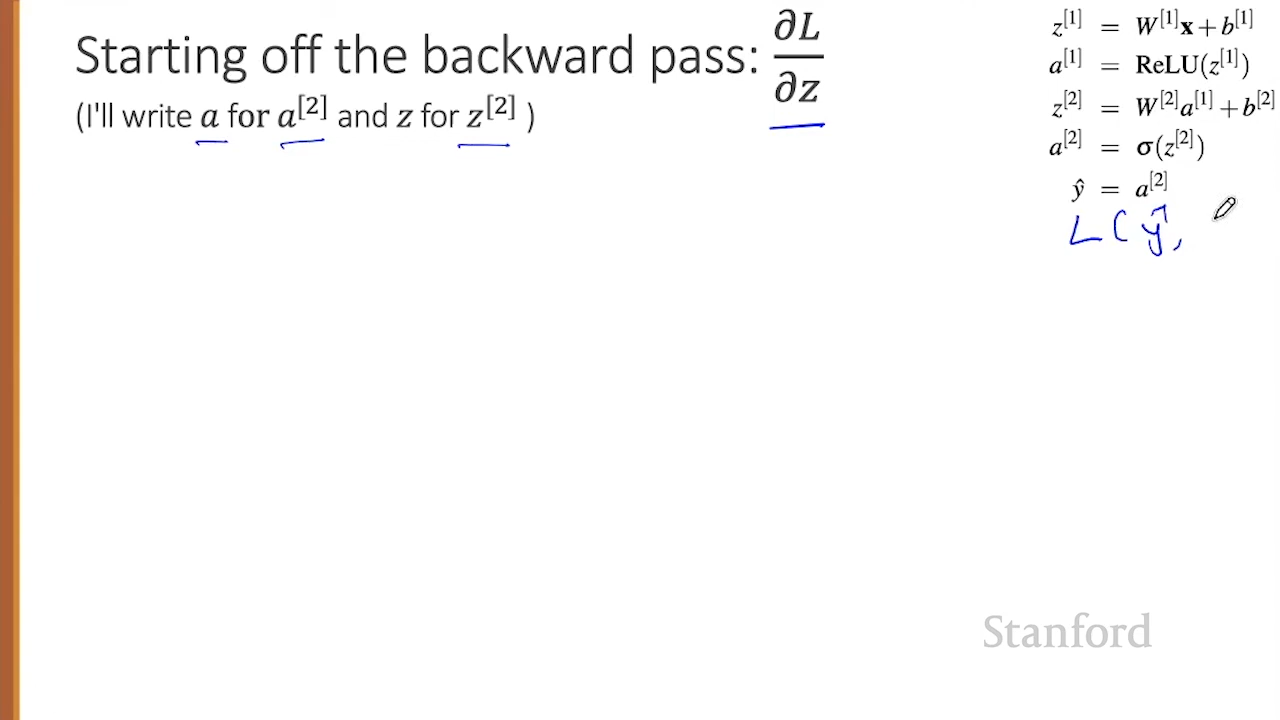 Starting off the backward pass: ∂L/∂z
(I'll write a for a^[2] and z for z^[2] )
z^[1] = W^[1]x+b^[1]
a^[1] = ReLU(z^[1])
z^[2] = W^[2]a^[1]+b^[2]
a^[2] = σ(z^[2])
ŷ = a^[2]
L(ŷ,
Stanford